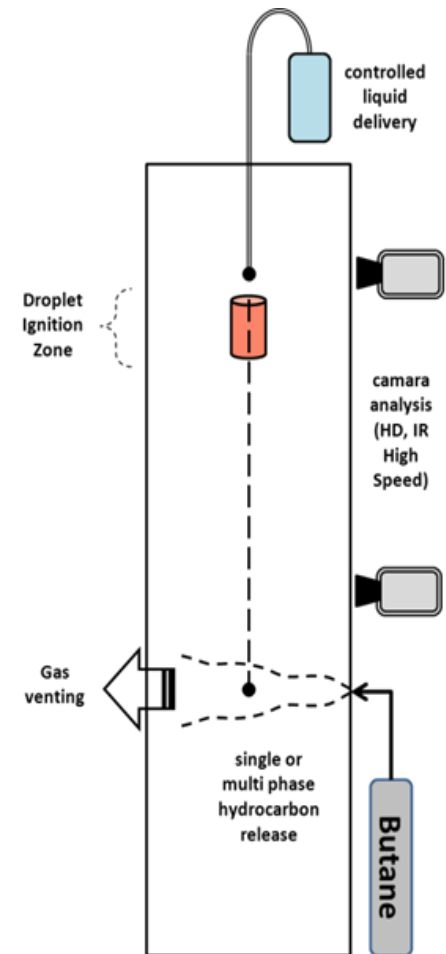 controlled
liquid
delivery
Droplet
Ignition
Zone
camara
analysis
(HD, IR
High
Speed)
Gas
venting
single or
multi phase
hydrocarbon
release
Butane